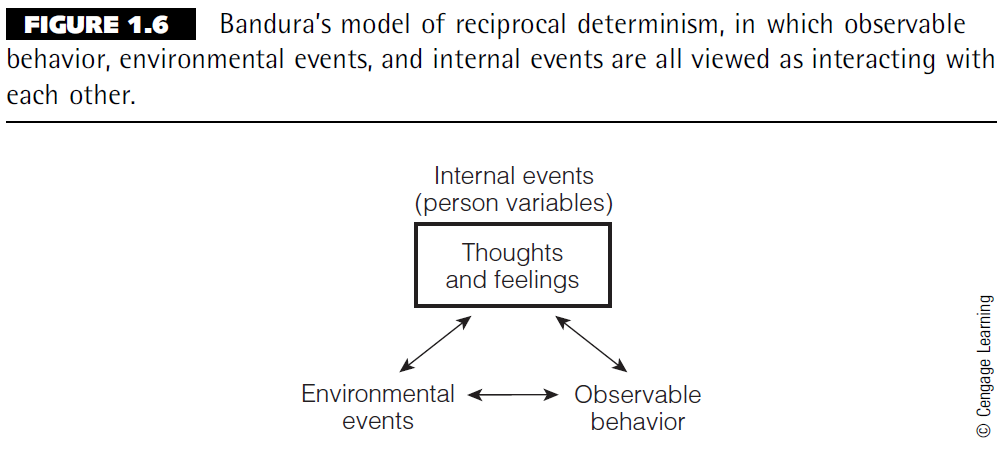 FIGURE 1.6 Bandura’s model of reciprocal determinism, in which observable
behavior, environmental events, and internal events are all viewed as interacting with
each other.
Internal events
(person variables)
Thoughts
and feelings
Environmental
events
Observable
behavior
© Cengage Learning